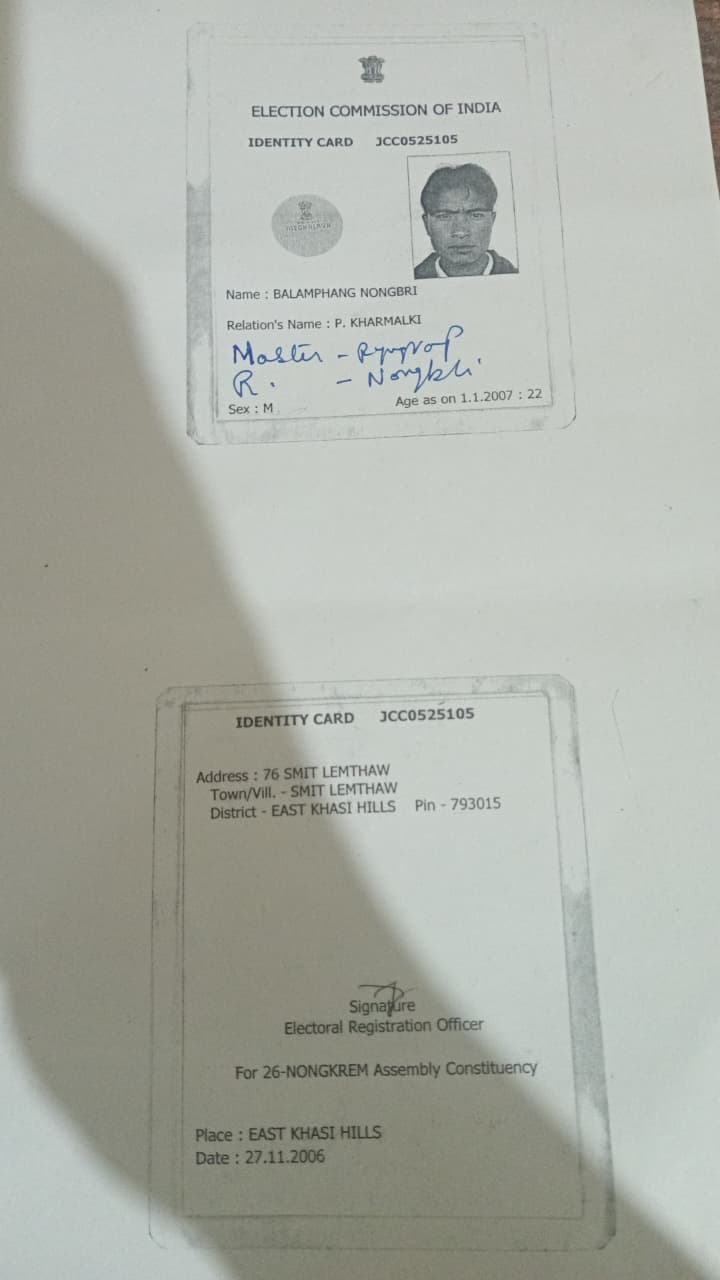 ELECTION COMMISSION OF INDIA
IDENTITY CARD JCC0525105
MEGHALAYA
Name : BALAMPHANG NONGBRI
Relation's Name : P. KHARMALKI
Master -
R. -
Sex : M Age as on 1.1.2007 : 22
IDENTITY CARD JCC0525105
Address : 76 SMIT LEMTHAW
Town/Vill. - SMIT LEMTHAW
District - EAST KHASI HILLS Pin - 793015
Signature
Electoral Registration Officer
For 26-NONGKREM Assembly Constituency
Place : EAST KHASI HILLS
Date : 27.11.2006